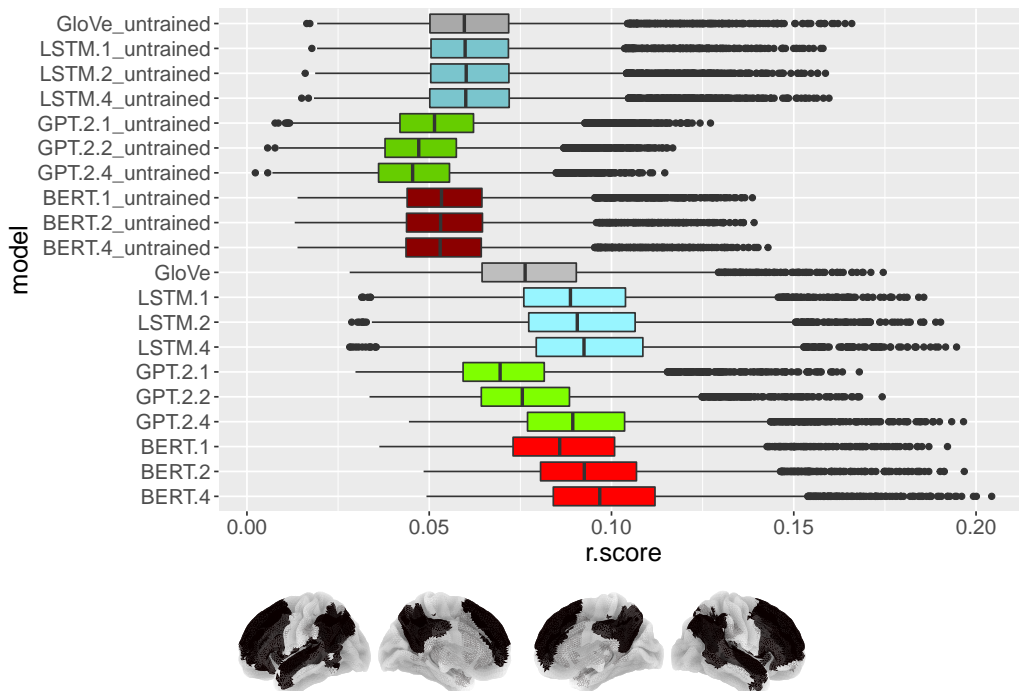 GloVe_untrained
LSTM.1_untrained
LSTM.2_untrained
LSTM.4_untrained
GPT.2.1_untrained
GPT.2.2_untrained
GPT.2.4_untrained
BERT.1_untrained
BERT.2_untrained
BERT.4_untrained
GloVe
LSTM.1
LSTM.2
LSTM.4
GPT.2.1
GPT.2.2
GPT.2.4
BERT.1
BERT.2
BERT.4
model
0.00 0.05 0.10 0.15 0.20
r.score